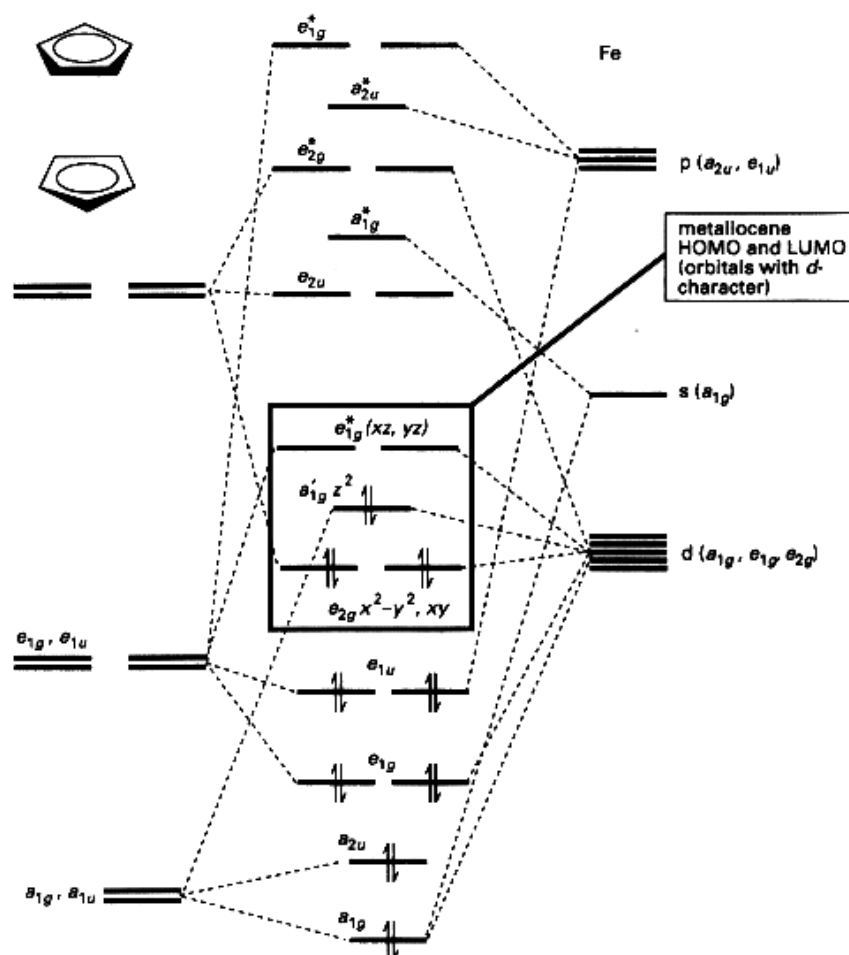 e*1g
Fe
a*2u
p (a2u, e1u)
e*2g
a*1g
metallocene
HOMO and LUMO
(orbitals with d-
character)
e2u
s (a1g)
e*1g (xz, yz)
a′1g z²
d (a1g, e1g, e2g)
e2g x²−y², xy
e1g, e1u
e1u
e1g
a2u
a1g, a1u
a1g